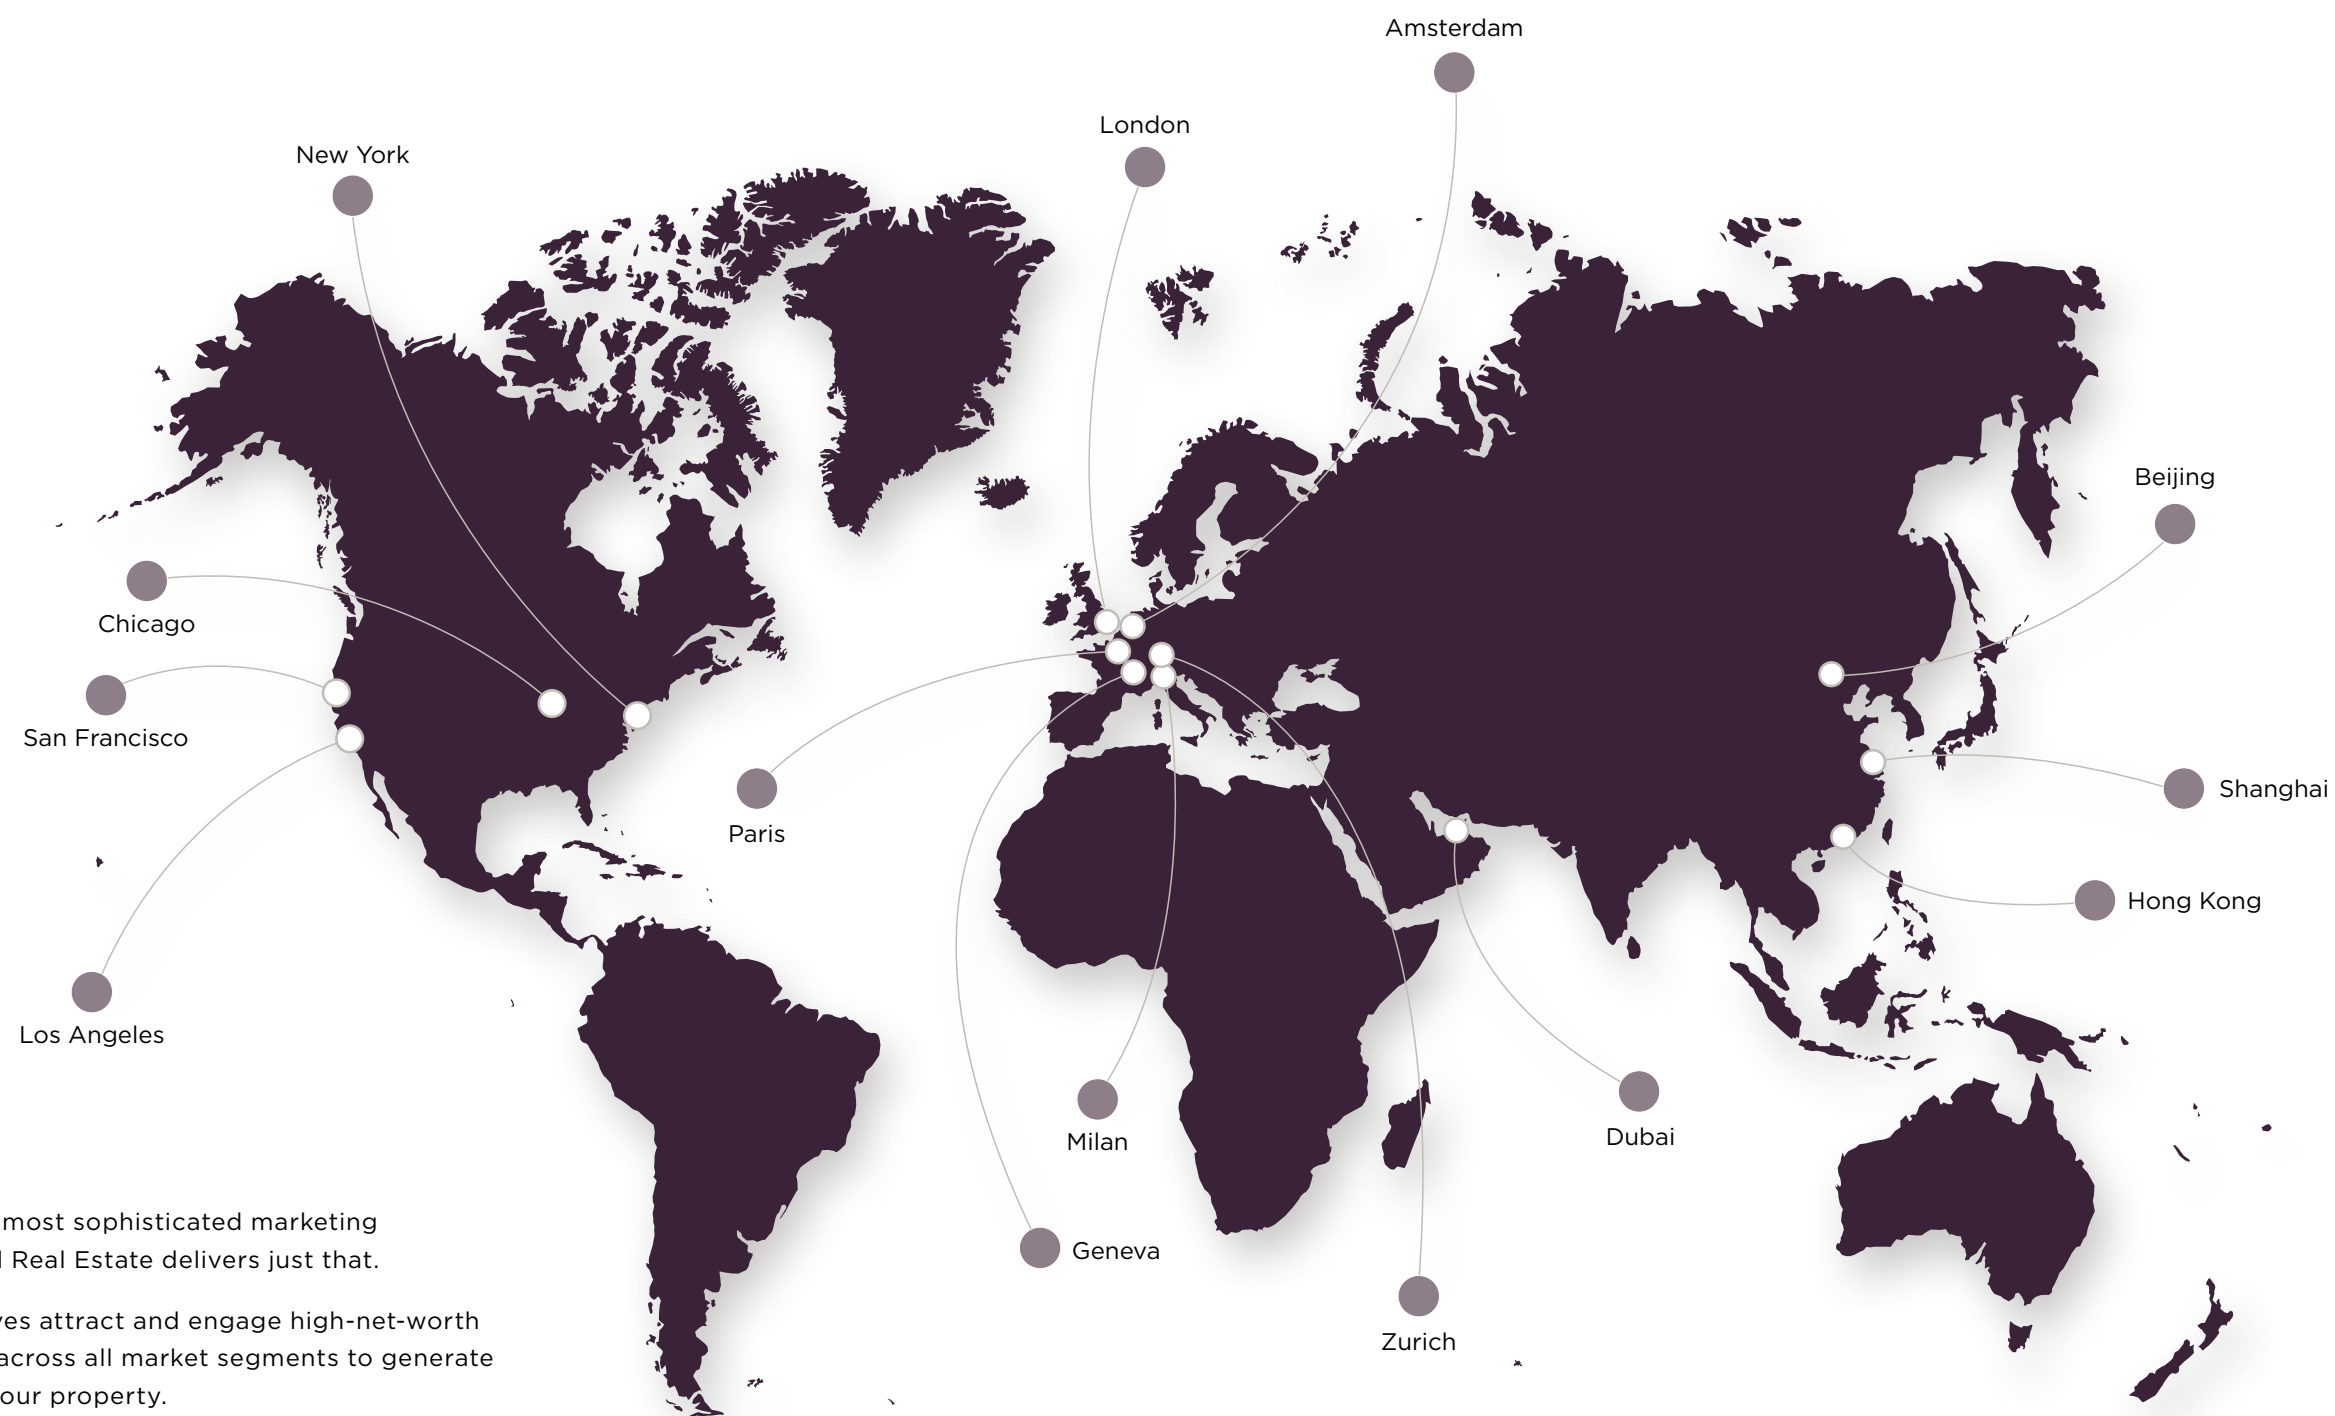 Amsterdam
London
New York
Beijing
Chicago
San Francisco
Shanghai
Paris
Hong Kong
Los Angeles
Milan
Dubai
Geneva
Zurich
most sophisticated marketing
Real Estate delivers just that.
attract and engage high-net-worth
across all market segments to generate
our property.